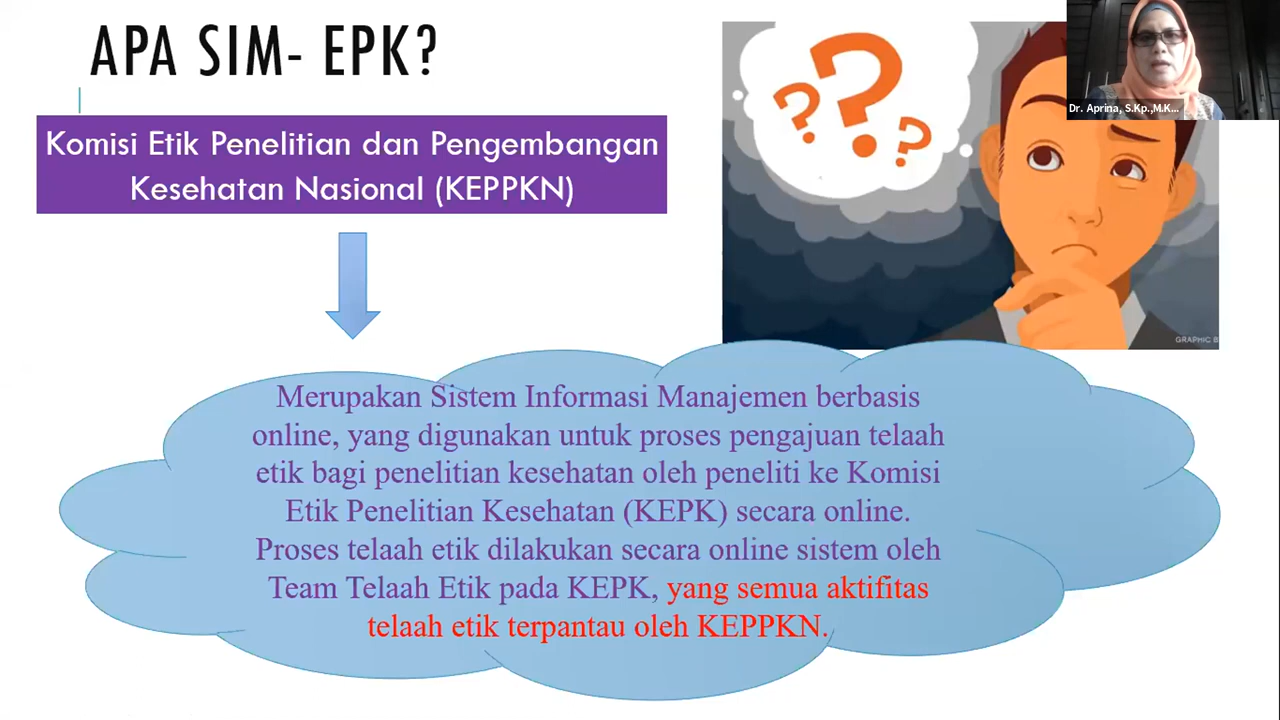 APA SIM- EPK?
Komisi Etik Penelitian dan Pengembangan
Kesehatan Nasional (KEPPKN)
Dr. Aprina, S.Kp.,M.K...
GRAPHIC B
Merupakan Sistem Informasi Manajemen berbasis
online, yang digunakan untuk proses pengajuan telaah
etik bagi penelitian kesehatan oleh peneliti ke Komisi
Etik Penelitian Kesehatan (KEPK) secara online.
Proses telaah etik dilakukan secara online sistem oleh
Team Telaah Etik pada KEPK, yang semua aktifitas
telaah etik terpantau oleh KEPPKN.